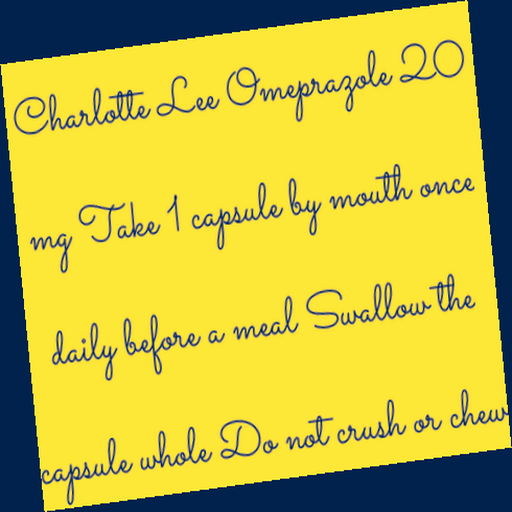 Charlotte Lee Omeprazole 20
mg Take 1 capsule by mouth once
daily before a meal Swallow the
capsule whole Do not crush or chew